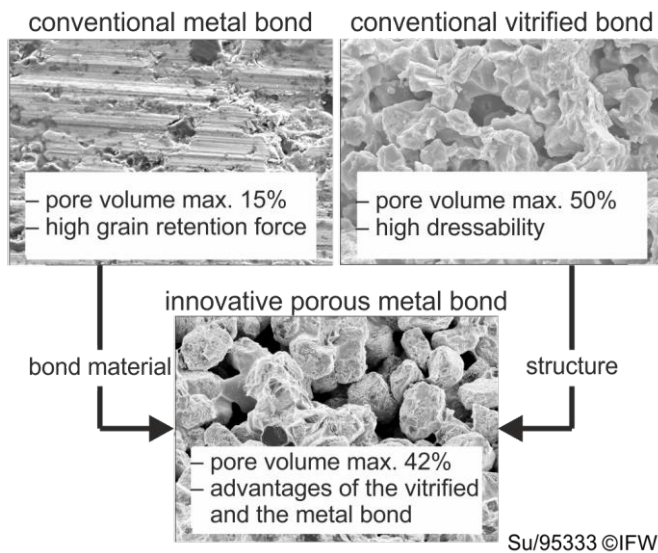 conventional metal bond
conventional vitrified bond
– pore volume max. 15%
– high grain retention force
– pore volume max. 50%
– high dressability
innovative porous metal bond
bond material
structure
– pore volume max. 42%
– advantages of the vitrified
and the metal bond
Su/95333 ©IFW